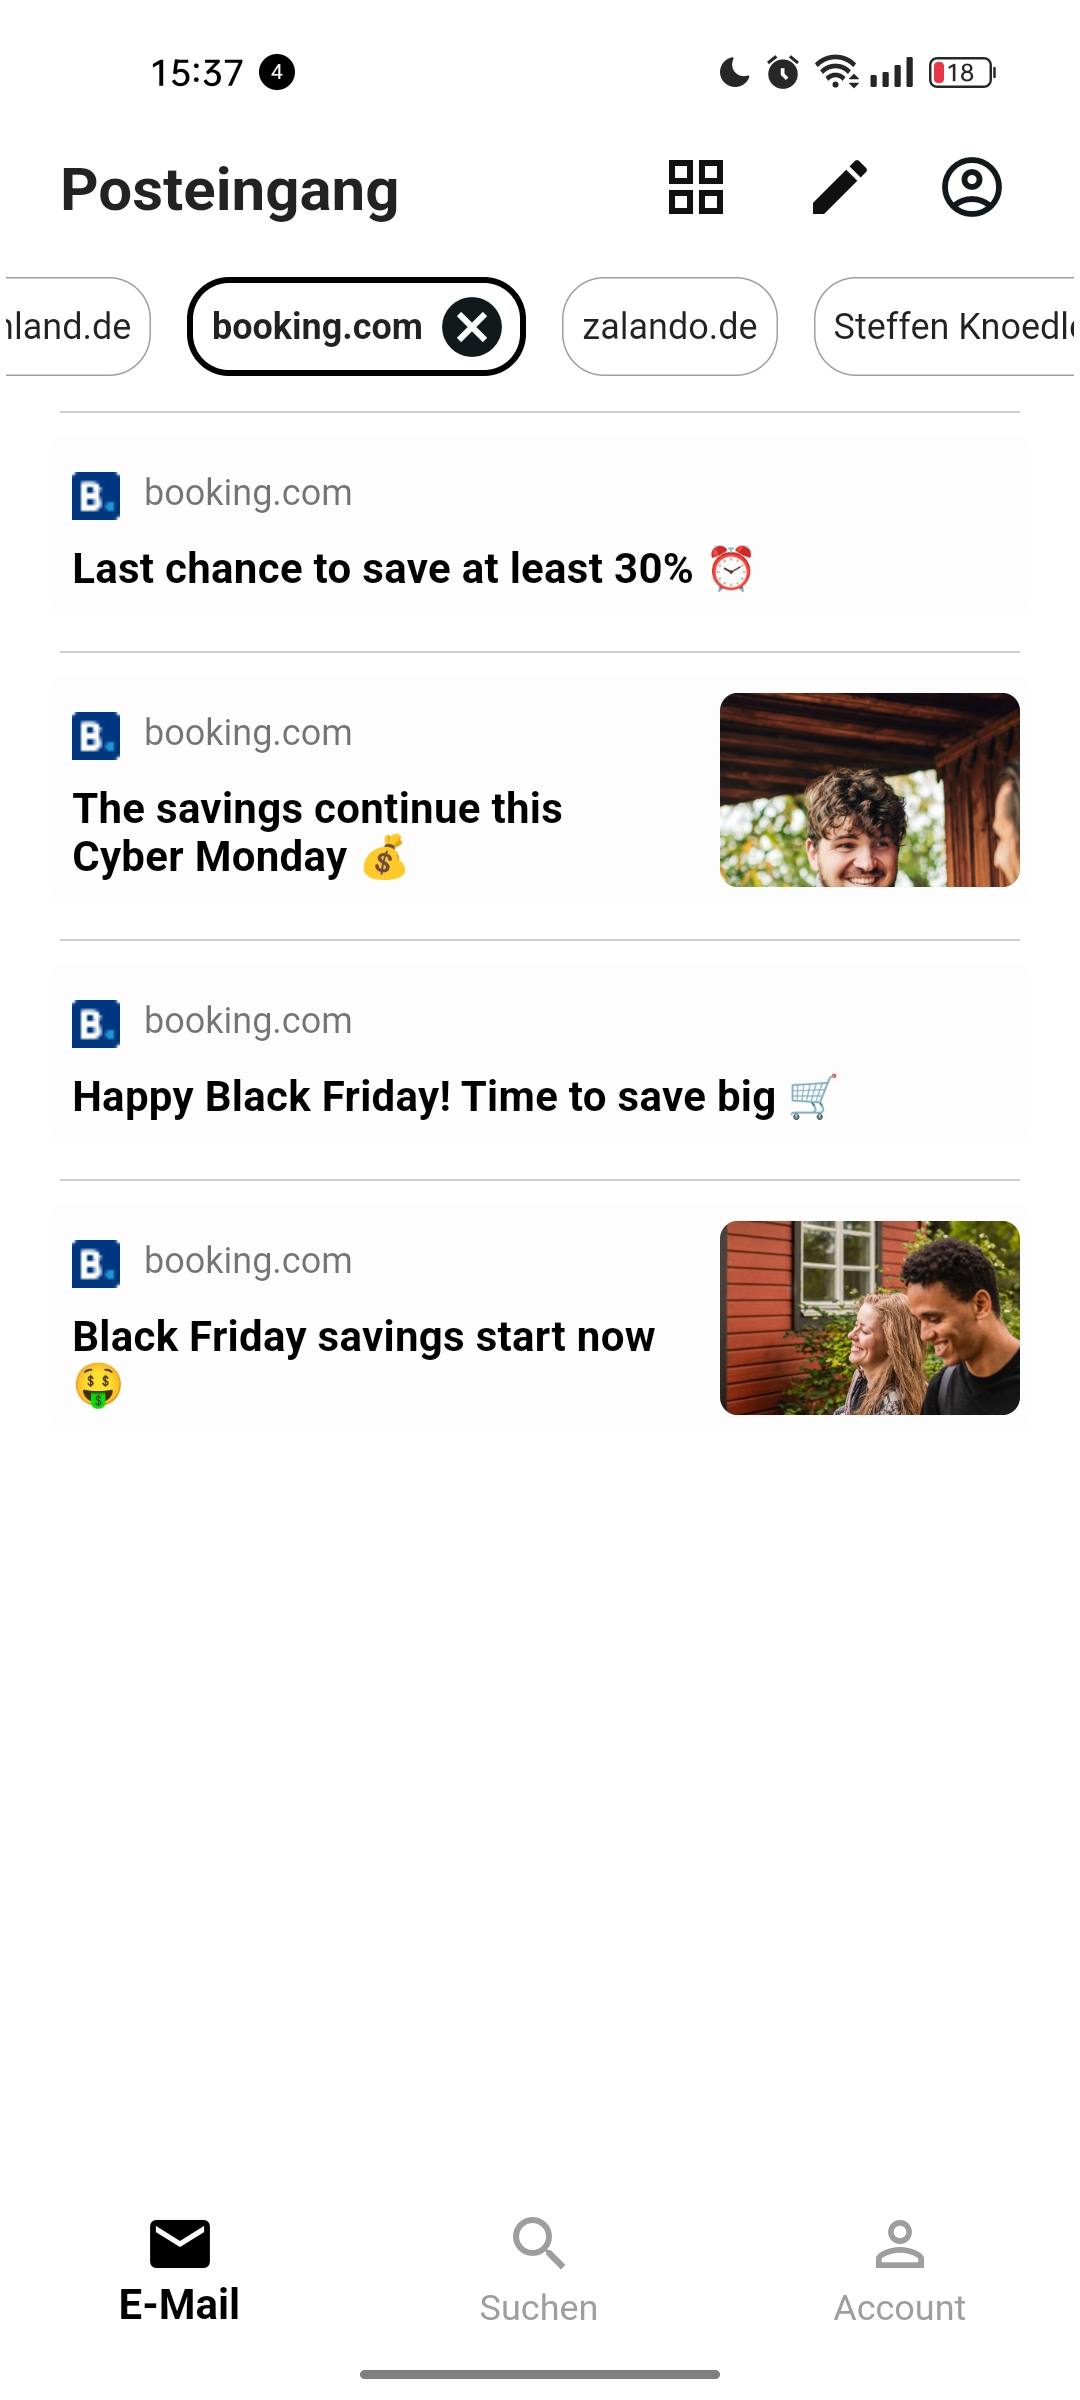 15:37 4 18
Posteingang
nland.de booking.com zalando.de Steffen Knoedle
booking.com
Last chance to save at least 30% ⏰
booking.com
The savings continue this
Cyber Monday 💰
booking.com
Happy Black Friday! Time to save big 🛒
booking.com
Black Friday savings start now
🤑
E-Mail Suchen Account